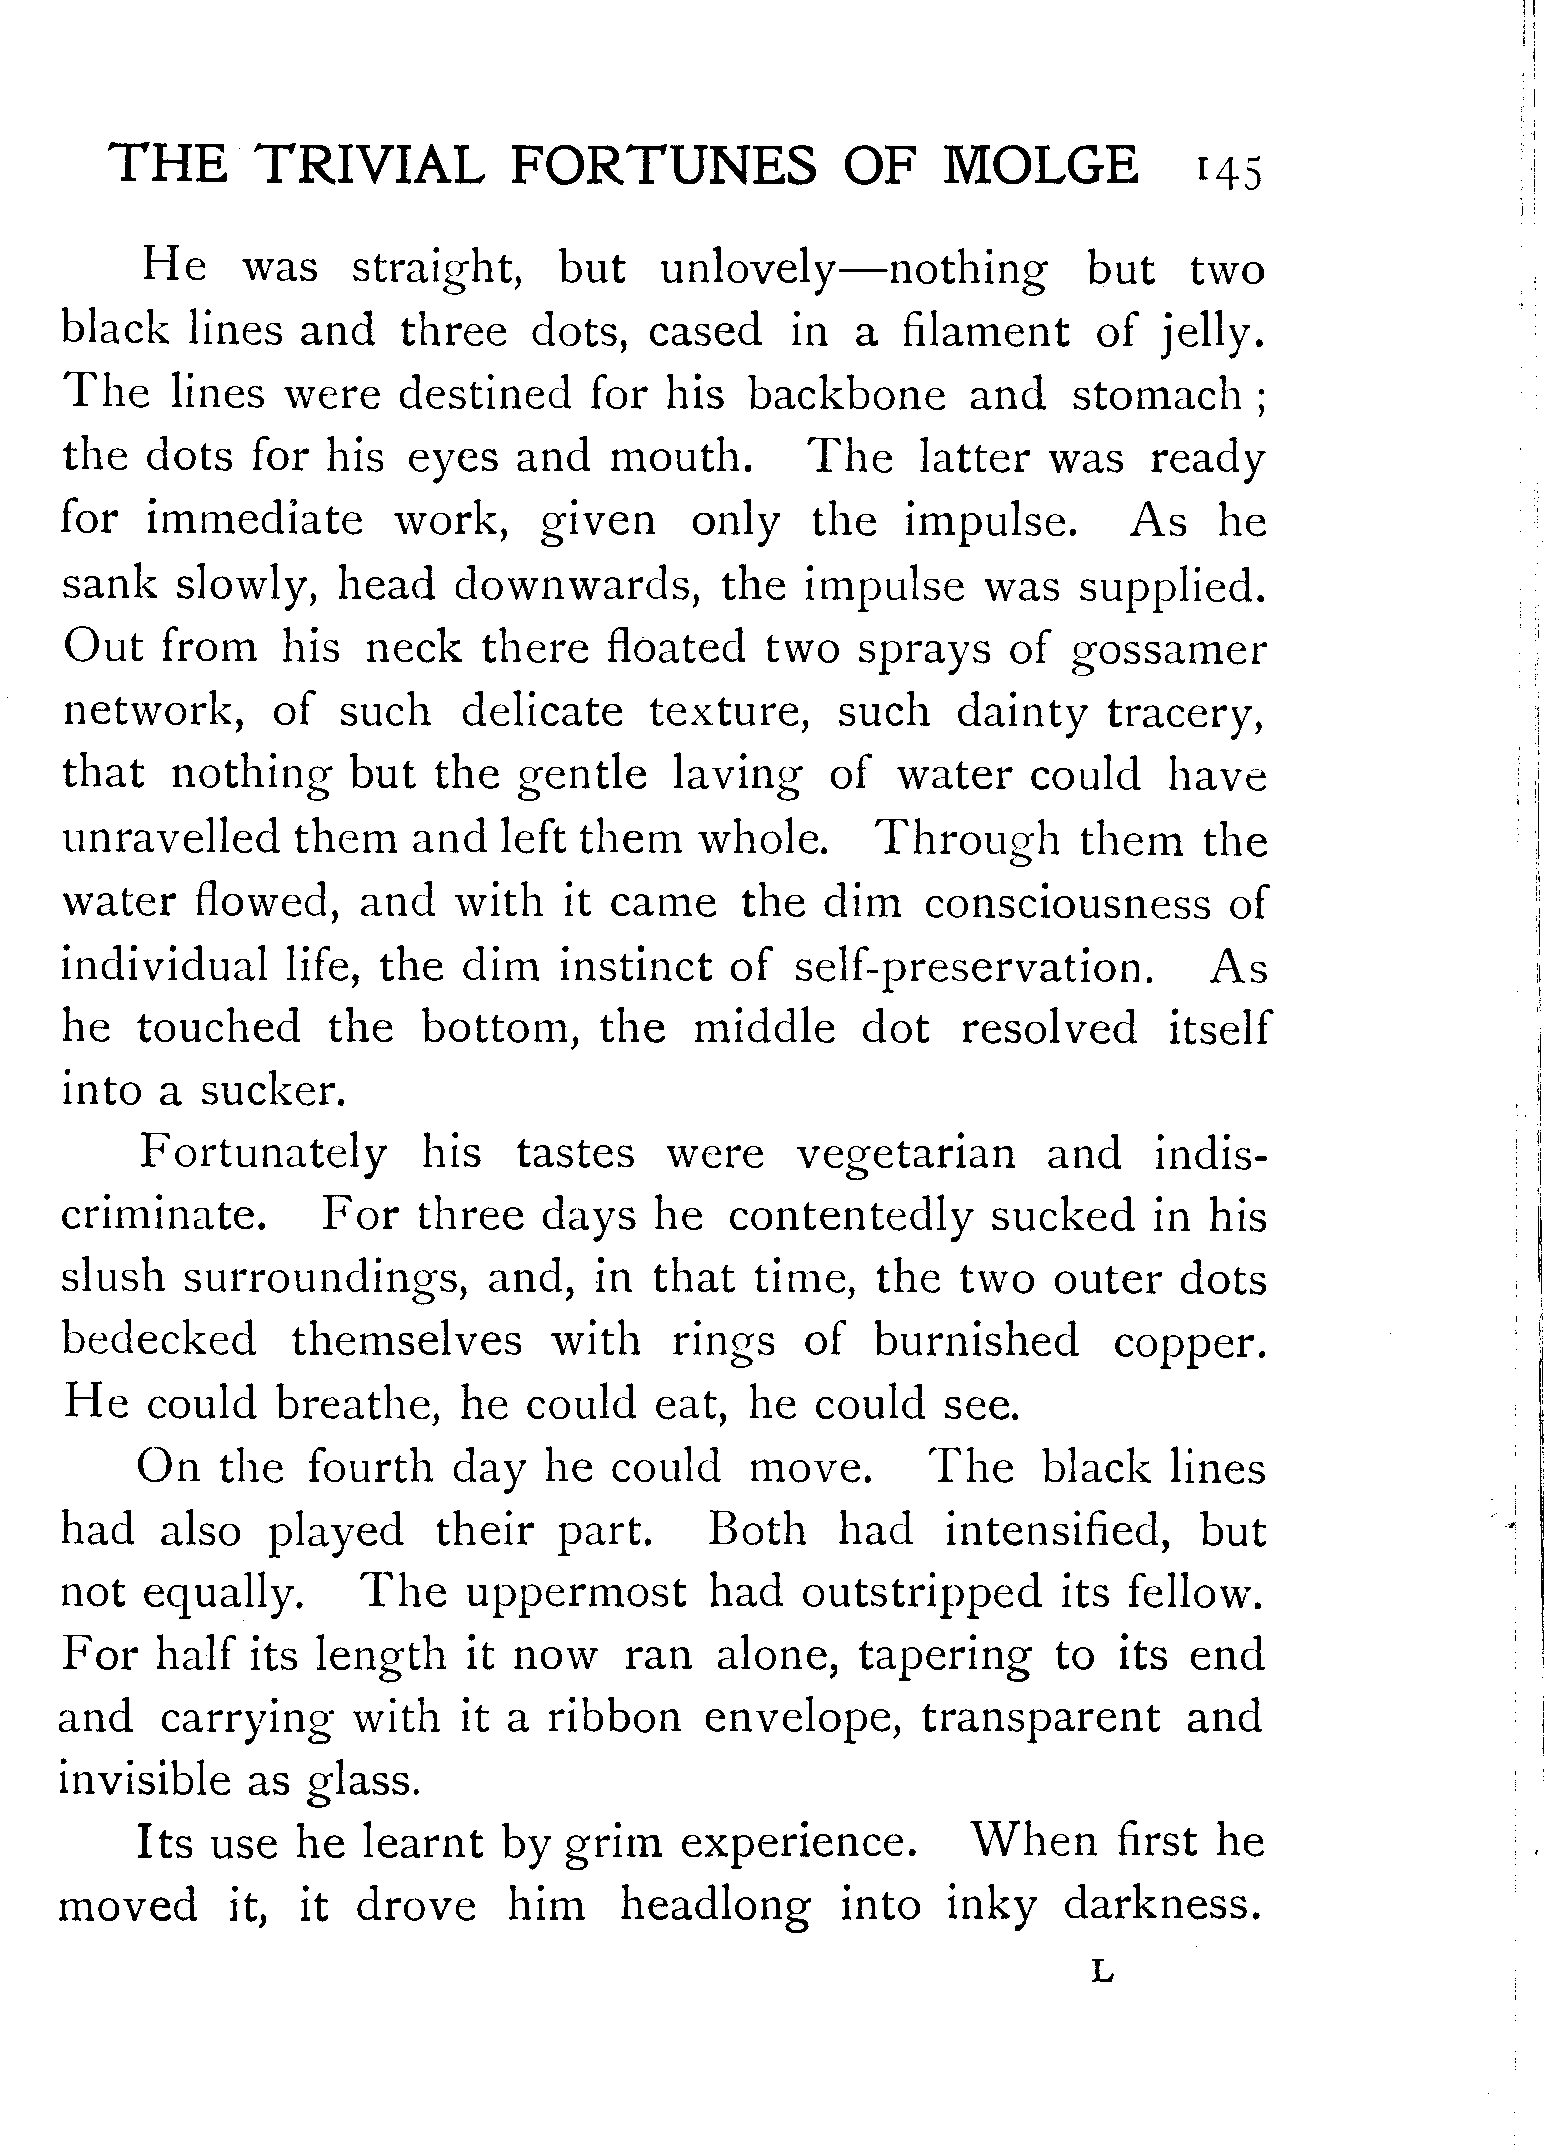 THE TRIVIAL FORTUNES OF MOLGE 145
He was straight, but unlovely—nothing but two
black lines and three dots, cased in a filament of jelly.
The lines were destined for his backbone and stomach ;
the dots for his eyes and mouth. The latter was ready
for immediate work, given only the impulse. As he
sank slowly, head downwards, the impulse was supplied.
Out from his neck there floated two sprays of gossamer
network, of such delicate texture, such dainty tracery,
that nothing but the gentle laving of water could have
unravelled them and left them whole. Through them the
water flowed, and with it came the dim consciousness of
individual life, the dim instinct of self-preservation. As
he touched the bottom, the middle dot resolved itself
into a sucker.
Fortunately his tastes were vegetarian and indis-
criminate. For three days he contentedly sucked in his
slush surroundings, and, in that time, the two outer dots
bedecked themselves with rings of burnished copper.
He could breathe, he could eat, he could see.
On the fourth day he could move. The black lines
had also played their part. Both had intensified, but
not equally. The uppermost had outstripped its fellow.
For half its length it now ran alone, tapering to its end
and carrying with it a ribbon envelope, transparent and
invisible as glass.
Its use he learnt by grim experience. When first he
moved it, it drove him headlong into inky darkness.
L